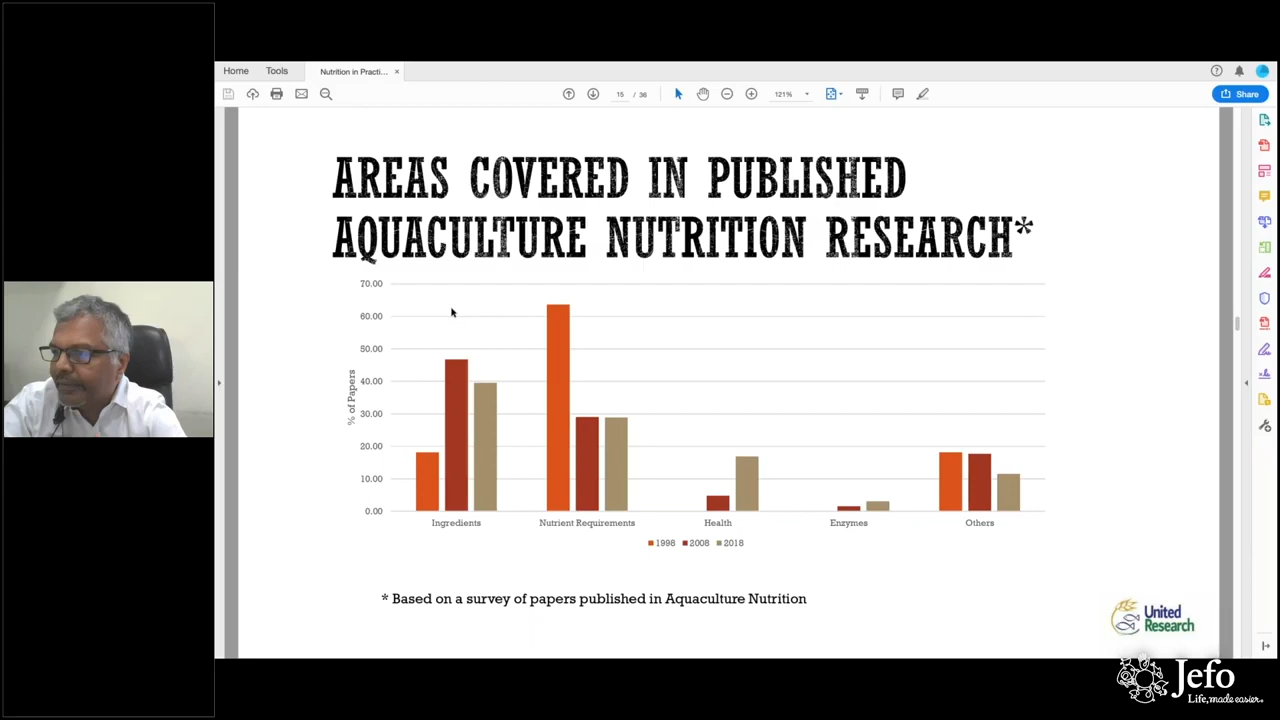 Home
Tools
Nutrition in Practi...
15 / 36
121%
Share
AREAS COVERED IN PUBLISHED
AQUACULTURE NUTRITION RESEARCH*
% of Papers
70.00
60.00
50.00
40.00
30.00
20.00
10.00
0.00
Ingredients
Nutrient Requirements
Health
Enzymes
Others
1998 2008 2018
* Based on a survey of papers published in Aquaculture Nutrition
United
Research
Jefo
Life, made easier.